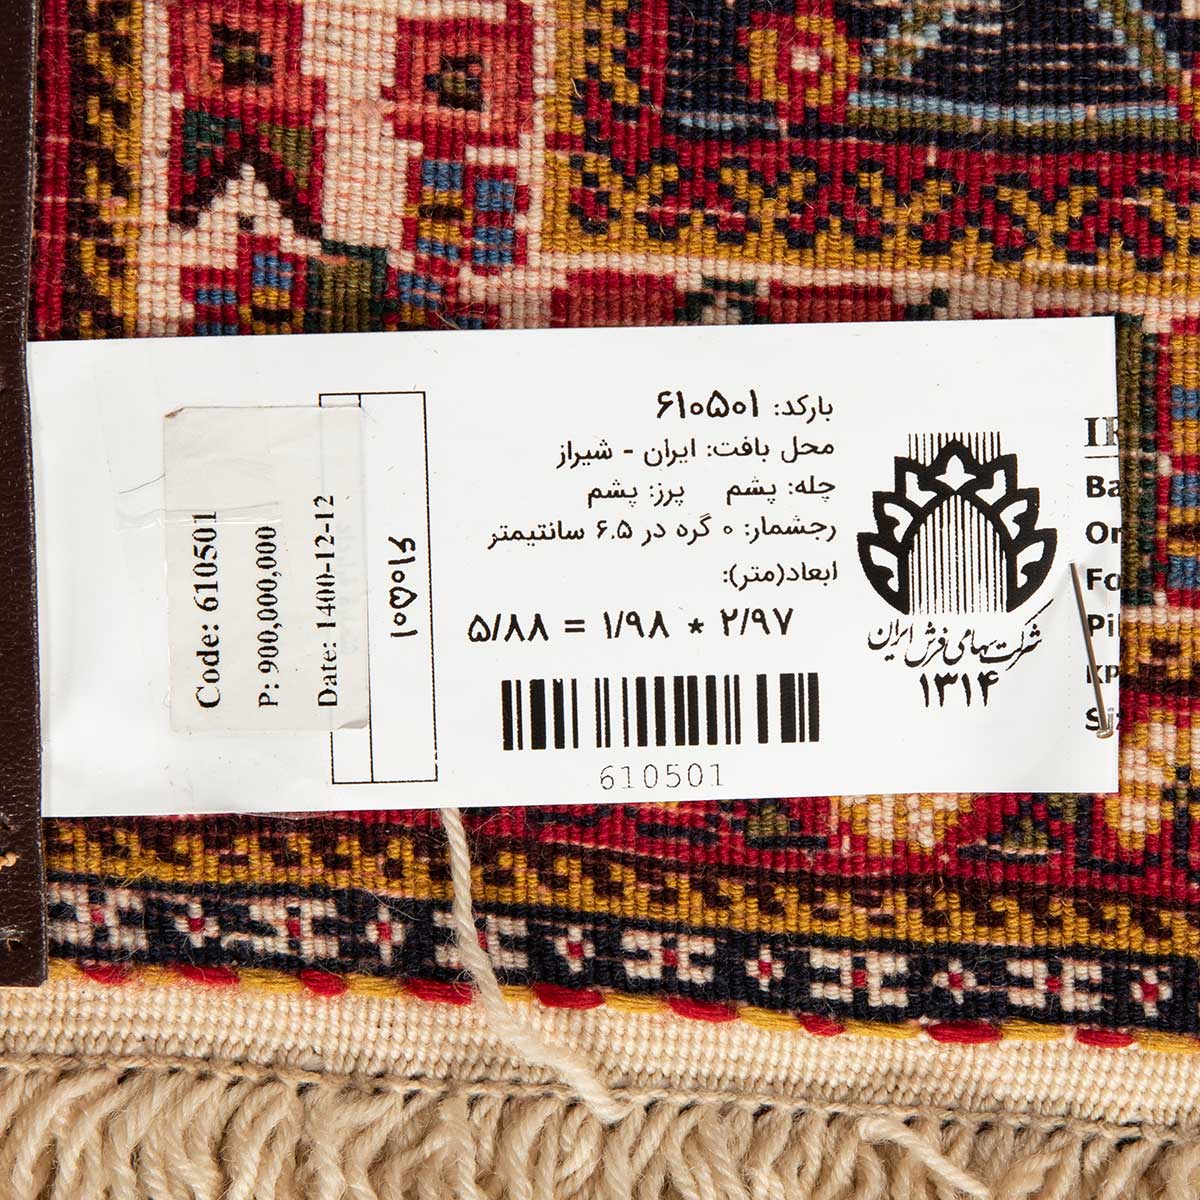 بارکد: ۶۱۰۵۰۱
محل بافت: ایران - شیراز
چله: پشم پرز: پشم
رجشمار: ۰ گره در ۶.۵ سانتیمتر
ابعاد(متر):
۲/۹۷ * ۱/۹۸ = ۵/۸۸
610501
شرکت سهامی فرش ایران
۱۳۱۴
۶۱۰۵۰۱
Code: 610501
P: 900,000,000
Date: 1400-12-12